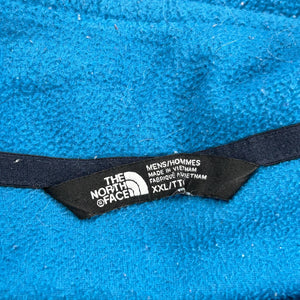 THE
NORTH
FACE
®
MENS/HOMMES
MADE IN VIETNAM
FABRIQUÉ AU VIETNAM
XXL/TTG